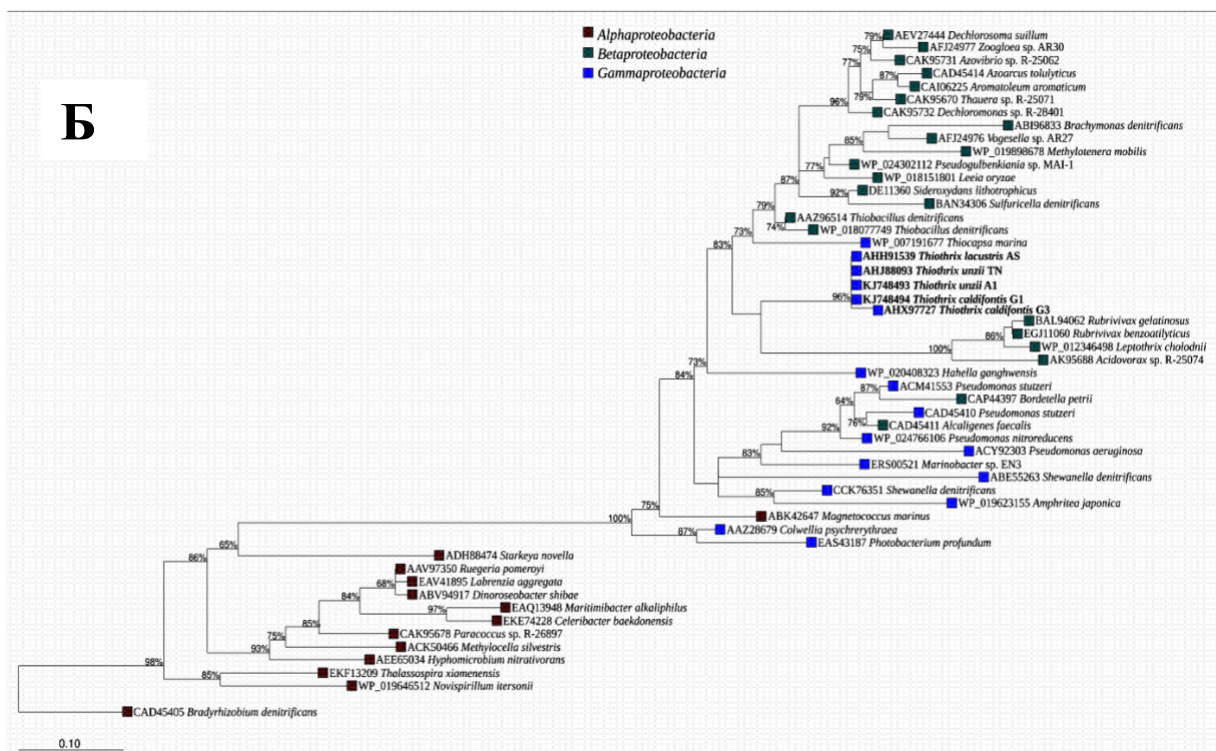 Б
Alphaproteobacteria
Betaproteobacteria
Gammaproteobacteria
79%
AEV27444 Dechlorosoma suillum
75%
AFJ24977 Zoogloea sp. AR30
77%
CAK95731 Azovibrio sp. R-25062
87%
CAD45414 Azoarcus tolulyticus
CAI06225 Aromatoleum aromaticum
96%
79%
CAK95670 Thauera sp. R-25071
CAK95732 Dechloromonas sp. R-28401
ABI96833 Brachymonas denitrificans
85%
AFJ24976 Vogesella sp. AR27
WP_019898678 Methylotenera mobilis
77%
WP_024302112 Pseudogulbenkiania sp. MAI-1
87%
WP_018151801 Leeia oryzae
92%
DE11360 Sideroxydans lithotrophicus
BAN34306 Sulfuricella denitrificans
79%
AAZ96514 Thiobacillus denitrificans
74%
WP_018077749 Thiobacillus denitrificans
73%
WP_007191677 Thiocapsa marina
83%
AHH91539 Thiothrix lacustris AS
AHJ88093 Thiothrix unzii TN
KJ748493 Thiothrix unzii A1
96%
KJ748494 Thiothrix caldifontis G1
AHX97727 Thiothrix caldifontis G3
BAL94062 Rubrivivax gelatinosus
86%
EGJ11060 Rubrivivax benzoatilyticus
100%
WP_012346498 Leptothrix cholodnii
AK95688 Acidovorax sp. R-25074
73%
WP_020408323 Hahella ganghwensis
84%
87%
ACM41553 Pseudomonas stutzeri
64%
CAP44397 Bordetella petrii
CAD45410 Pseudomonas stutzeri
76%
CAD45411 Alcaligenes faecalis
92%
WP_024766106 Pseudomonas nitroreducens
ACY92303 Pseudomonas aeruginosa
83%
ERS00521 Marinobacter sp. EN3
ABE55263 Shewanella denitrificans
CCK76351 Shewanella denitrificans
85%
WP_019623155 Amphritea japonica
75%
ABK42647 Magnetococcus marinus
100%
87%
AAZ28679 Colwellia psychrerythraea
EAS43187 Photobacterium profundum
65%
ADH88474 Starkeya novella
86%
AAV97350 Ruegeria pomeroyi
68%
EAV41895 Labrenzia aggregata
ABV94917 Dinoroseobacter shibae
84%
EAQ13948 Maritimibacter alkaliphilus
97%
EKE74228 Celeribacter baekdonensis
85%
CAK95678 Paracoccus sp. R-26897
75%
ACK50466 Methylocella silvestris
93%
AEE65034 Hyphomicrobium nitrativorans
98%
EKF13209 Thalassospira xiamenensis
85%
WP_019646512 Novispirillum itersonii
CAD45405 Bradyrhizobium denitrificans
0.10